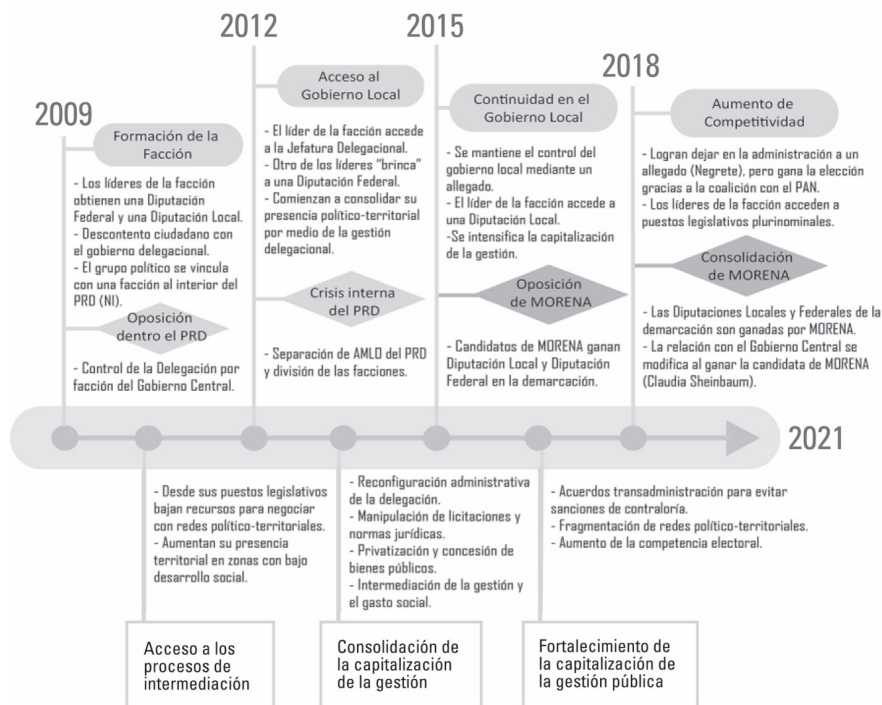 2009
Formación de la
Facción
- Los líderes de la facción
obtienen una Diputación
Federal y una Diputación Local.
- Descontento ciudadano con
el gobierno delegacional.
- El grupo político se vincula
con una facción al interior del
PRD (NI).
Oposición
dentro el PRD
- Control de la Delegación por
facción del Gobierno Central.
2012
Acceso al
Gobierno Local
- El líder de la facción accede
a la Jefatura Delegacional.
- Otro de los líderes "brinca"
a una Diputación Federal.
- Comienzan a consolidar su
presencia político-territorial
por medio de la gestión
delegacional.
Crisis interna
del PRD
- Separación de AMLO del PRD
y división de las facciones.
2015
Continuidad en el
Gobierno Local
- Se mantiene el control del
gobierno local mediante un
allegado.
- El líder de la facción accede
a una Diputación Local.
-Se intensifica la capitalización
de la gestión.
Oposición
de MORENA
- Candidatos de MORENA ganan
Diputación Local y Diputación
Federal en la demarcación.
2018
Aumento de
Competitividad
- Logran dejar en la administración a un
allegado (Negrete), pero gana la elección
gracias a la coalición con el PAN.
- Los líderes de la facción acceden a
puestos legislativos plurinominales.
Consolidación
de MORENA
- Las Diputaciones Locales y Federales de la
demarcación son ganadas por MORENA.
- La relación con el Gobierno Central se
modifica al ganar la candidata de MORENA
(Claudia Sheinbaum).
2021
- Desde sus puestos legislativos
bajan recursos para negociar
con redes político-territoriales.
- Aumentan su presencia
territorial en zonas con bajo
desarrollo social.
Acceso a los
procesos de
intermediación
- Reconfiguración administrativa
de la delegación.
- Manipulación de licitaciones y
normas jurídicas.
- Privatización y concesión de
bienes públicos.
- Intermediación de la gestión y
el gasto social.
Consolidación de
la capitalización
de la gestión
- Acuerdos transadministración para evitar
sanciones de contraloría.
- Fragmentación de redes político-territoriales.
- Aumento de la competencia electoral.
Fortalecimiento de
la capitalización de
la gestión pública